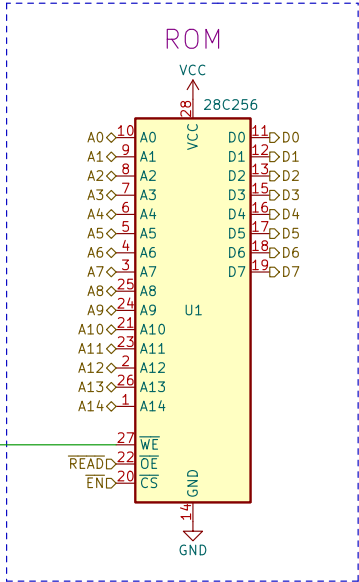 ROM
VCC
28 28C256
VCC
A0 10 A0 D0 11 D0
A1 9 A1 D1 12 D1
A2 8 A2 D2 13 D2
A3 7 A3 D3 15 D3
A4 6 A4 D4 16 D4
A5 5 A5 D5 17 D5
A6 4 A6 D6 18 D6
A7 3 A7 D7 19 D7
A8 25 A8
A9 24 A9
U1
A10 21 A10
A11 23 A11
A12 2 A12
A13 26 A13
A14 1 A14
27 WE
READ 22 OE
EN 20 CS
GND
14
GND